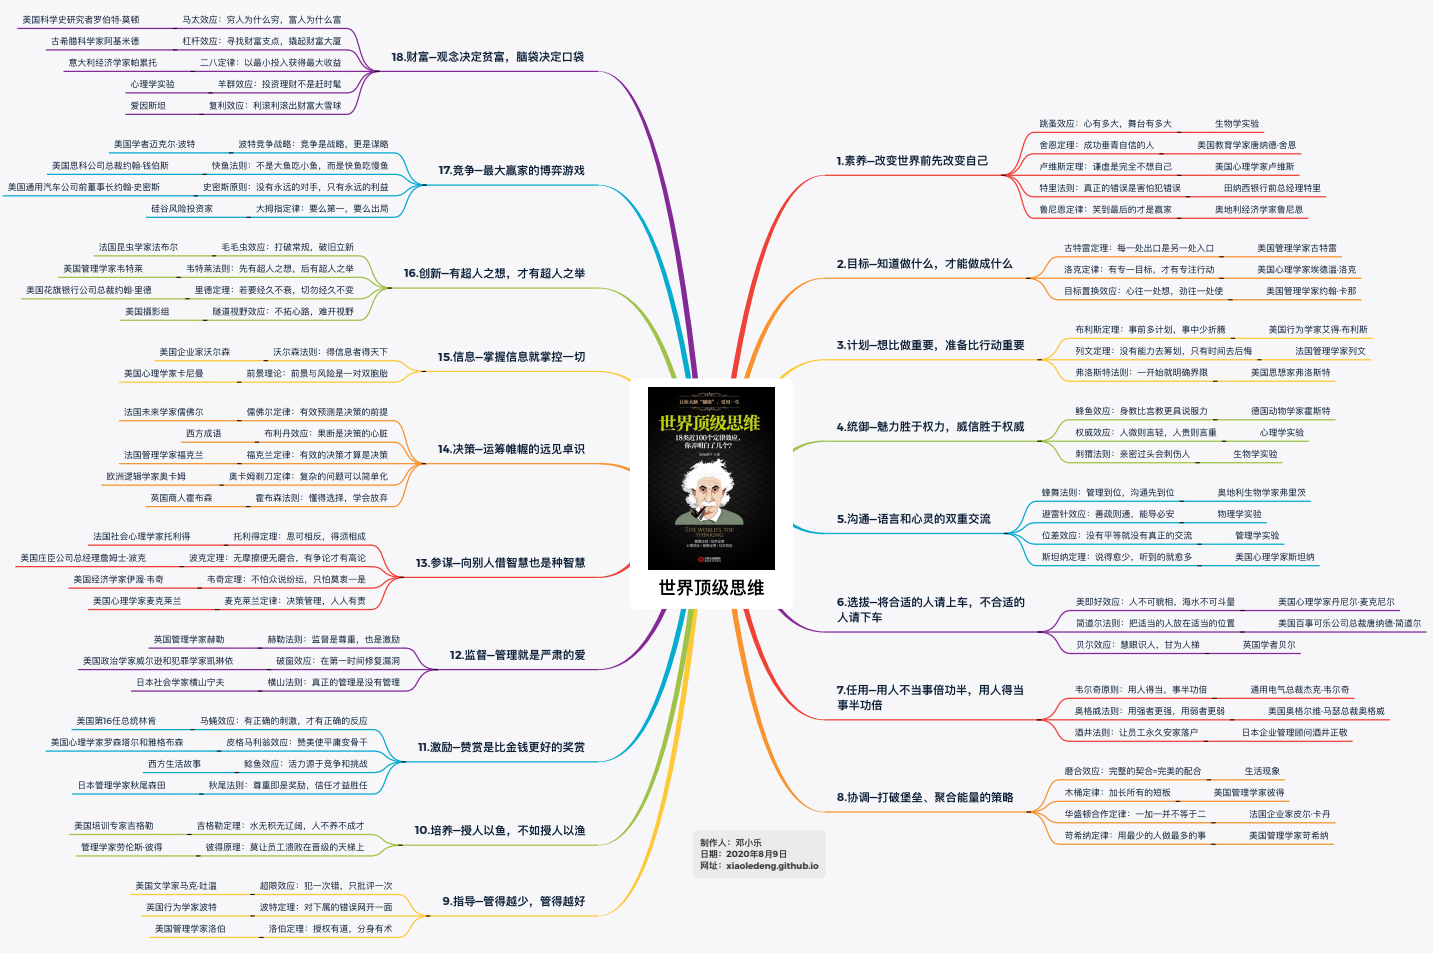 世界顶级思维
18类近100个定律效应,
你弄明白了几个?
THE WORLD'S TOP
THINKING
世界顶级思维
1.素养—改变世界前先改变自己
跳蚤效应：心有多大，舞台有多大
生物学实验
舍恩定理：成功垂青自信的人
美国教育学家唐纳德·舍恩
卢维斯定理：谦虚是完全不想自己
美国心理学家卢维斯
特里法则：真正的错误是害怕犯错误
田纳西银行前总经理特里
鲁尼恩定律：笑到最后的才是赢家
奥地利经济学家鲁尼恩
2.目标—知道做什么，才能做成什么
古特雷定理：每一处出口是另一处入口
美国管理学家古特雷
洛克定律：有专一目标，才有专注行动
美国心理学家埃德温·洛克
目标置换效应：心往一处想，劲往一处使
美国管理学家约翰·卡那
3.计划—想比做重要，准备比行动重要
布利斯定理：事前多计划，事中少折腾
美国行为学家艾得·布利斯
列文定理：没有能力去筹划，只有时间去后悔
法国管理学家列文
弗洛斯特法则：一开始就明确界限
美国思想家弗洛斯特
4.统御—魅力胜于权力，威信胜于权威
鲦鱼效应：身教比言教更具说服力
德国动物学家霍斯特
权威效应：人微则言轻，人贵则言重
心理学实验
刺猬法则：亲密过头会刺伤人
生物学实验
5.沟通—语言和心灵的双重交流
蜂舞法则：管理到位，沟通先到位
奥地利生物学家弗里茨
避雷针效应：善疏则通，能导必安
物理学实验
位差效应：没有平等就没有真正的交流
管理学实验
斯坦纳定理：说得愈少，听到的就愈多
美国心理学家斯坦纳
6.选拔—将合适的人请上车，不合适的
人请下车
美即好效应：人不可貌相，海水不可斗量
美国心理学家丹尼尔·麦克尼尔
简道尔法则：把适当的人放在适当的位置
美国百事可乐公司总裁唐纳德·简道尔
贝尔效应：慧眼识人，甘为人梯
英国学者贝尔
7.任用—用人不当事倍功半，用人得当
事半功倍
韦尔奇原则：用人得当，事半功倍
通用电气总裁杰克·韦尔奇
奥格威法则：用强者更强，用弱者更弱
美国奥格尔维·马瑟总裁奥格威
酒井法则：让员工永久安家落户
日本企业管理顾问酒井正敬
8.协调—打破堡垒、聚合能量的策略
磨合效应：完整的契合=完美的配合
生活现象
木桶定律：加长所有的短板
美国管理学家彼得
华盛顿合作定律：一加一并不等于二
法国企业家皮尔·卡丹
苛希纳定律：用最少的人做最多的事
美国管理学家苛希纳
18.财富—观念决定贫富，脑袋决定口袋
马太效应：穷人为什么穷，富人为什么富
美国科学史研究者罗伯特·莫顿
杠杆效应：寻找财富支点，撬起财富大厦
古希腊科学家阿基米德
二八定律：以最小投入获得最大收益
意大利经济学家帕累托
羊群效应：投资理财不是赶时髦
心理学实验
复利效应：利滚利滚出财富大雪球
爱因斯坦
17.竞争—最大赢家的博弈游戏
波特竞争战略：竞争是战略，更是谋略
美国学者迈克尔·波特
快鱼法则：不是大鱼吃小鱼，而是快鱼吃慢鱼
美国思科公司总裁约翰·钱伯斯
史密斯原则：没有永远的对手，只有永远的利益
美国通用汽车公司前董事长约翰·史密斯
大拇指定律：要么第一，要么出局
硅谷风险投资家
16.创新—有超人之想，才有超人之举
毛毛虫效应：打破常规，破旧立新
法国昆虫学家法布尔
韦特莱法则：先有超人之想，后有超人之举
美国管理学家韦特莱
里德定理：若要经久不衰，切勿经久不变
美国花旗银行公司总裁约翰·里德
隧道视野效应：不拓心路，难开视野
美国摄影组
15.信息—掌握信息就掌控一切
沃尔森法则：得信息者得天下
美国企业家沃尔森
前景理论：前景与风险是一对双胞胎
美国心理学家卡尼曼
14.决策—运筹帷幄的远见卓识
儒佛尔定律：有效预测是决策的前提
法国未来学家儒佛尔
布利丹效应：果断是决策的心脏
西方成语
福克兰定律：有效的决策才算是决策
法国管理学家福克兰
奥卡姆剃刀定律：复杂的问题可以简单化
欧洲逻辑学家奥卡姆
霍布森法则：懂得选择，学会放弃
英国商人霍布森
13.参谋—向别人借智慧也是种智慧
托利得定理：思可相反，得须相成
法国社会心理学家托利得
波克定理：无摩擦便无磨合，有争论才有高论
美国庄臣公司总经理詹姆士·波克
韦奇定理：不怕众说纷纭，只怕莫衷一是
美国经济学家伊渥·韦奇
麦克莱兰定律：决策管理，人人有责
美国心理学家麦克莱兰
12.监督—管理就是严肃的爱
赫勒法则：监督是尊重，也是激励
英国管理学家赫勒
破窗效应：在第一时间修复漏洞
美国政治学家威尔逊和犯罪学家凯琳依
横山法则：真正的管理是没有管理
日本社会学家横山宁夫
11.激励—赞赏是比金钱更好的奖赏
马蝇效应：有正确的刺激，才有正确的反应
美国第16任总统林肯
皮格马利翁效应：赞美使平庸变骨干
美国心理学家罗森塔尔和雅格布森
鲶鱼效应：活力源于竞争和挑战
西方生活故事
秋尾法则：尊重即是奖励，信任才益胜任
日本管理学家秋尾森田
10.培养—授人以鱼，不如授人以渔
吉格勒定理：水无积无辽阔，人不养不成才
美国培训专家吉格勒
彼得原理：莫让员工溃败在晋级的天梯上
管理学家劳伦斯·彼得
9.指导—管得越少，管得越好
超限效应：犯一次错，只批评一次
美国文学家马克·吐温
波特定理：对下属的错误网开一面
英国行为学家波特
洛伯定理：授权有道，分身有术
美国管理学家洛伯
制作人：邓小乐
日期：2020年8月9日
网址：xiaoledeng.github.io